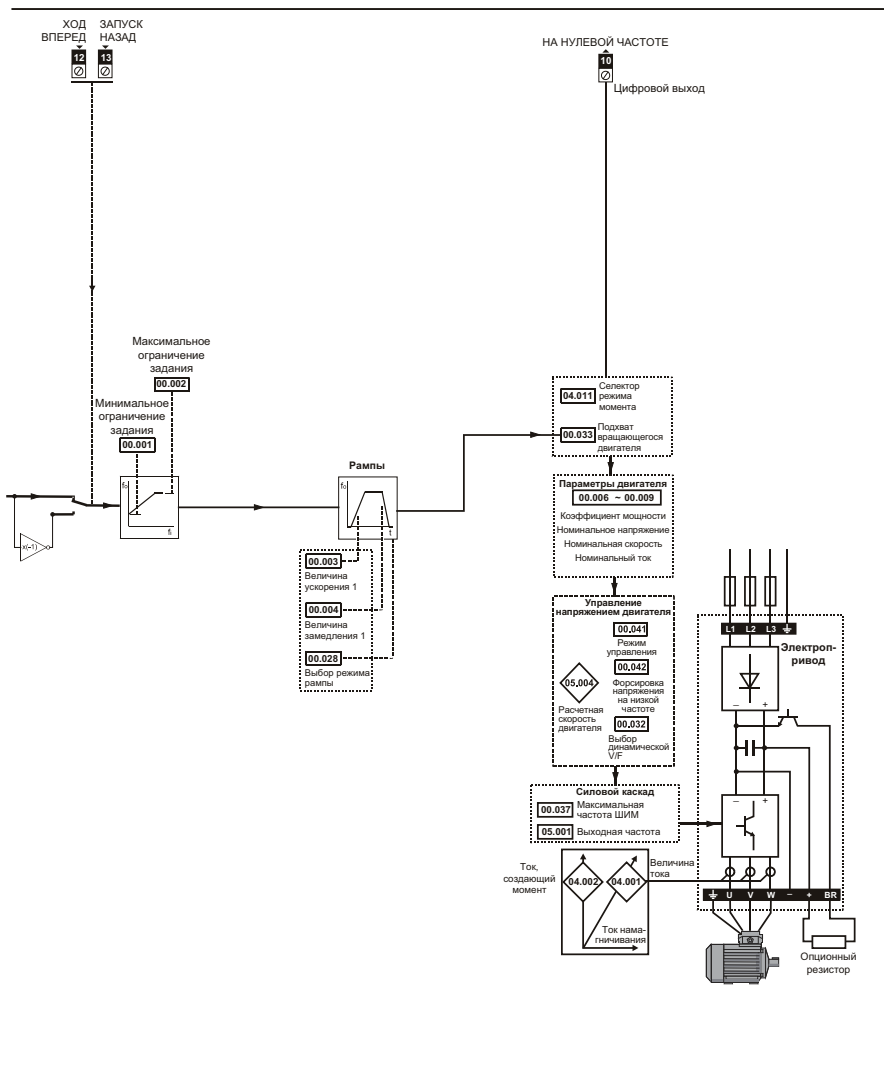 ХОД
ВПЕРЕД
ЗАПУСК
НАЗАД
12
13
НА НУЛЕВОЙ ЧАСТОТЕ
10
Цифровой выход
Максимальное
ограничение
задания
00.002
Минимальное
ограничение
задания
00.001
x(-1)
Рампы
t
00.003
Величина
ускорения 1
00.004
Величина
замедления 1
00.028
Выбор режима
рампы
04.011
Селектор
режима
момента
00.033
Подхват
вращающегося
двигателя
Параметры двигателя
00.006 ~ 00.009
Коэффициент мощности
Номинальное напряжение
Номинальная скорость
Номинальный ток
Управление
напряжением двигателя
00.041
Режим
управления
00.042
Форсировка
напряжения
на низкой
частоте
05.004
Расчетная
скорость
двигателя
00.032
Выбор
динамической
V/F
Силовой каскад
00.037
Максимальная
частота ШИМ
05.001
Выходная частота
Ток,
создающий
момент
04.002
04.001
Величина
тока
Ток нама-
гничивания
L1 L2 L3
Электроп-
ривод
– +
– +
U V W – + BR
Опционный
резистор